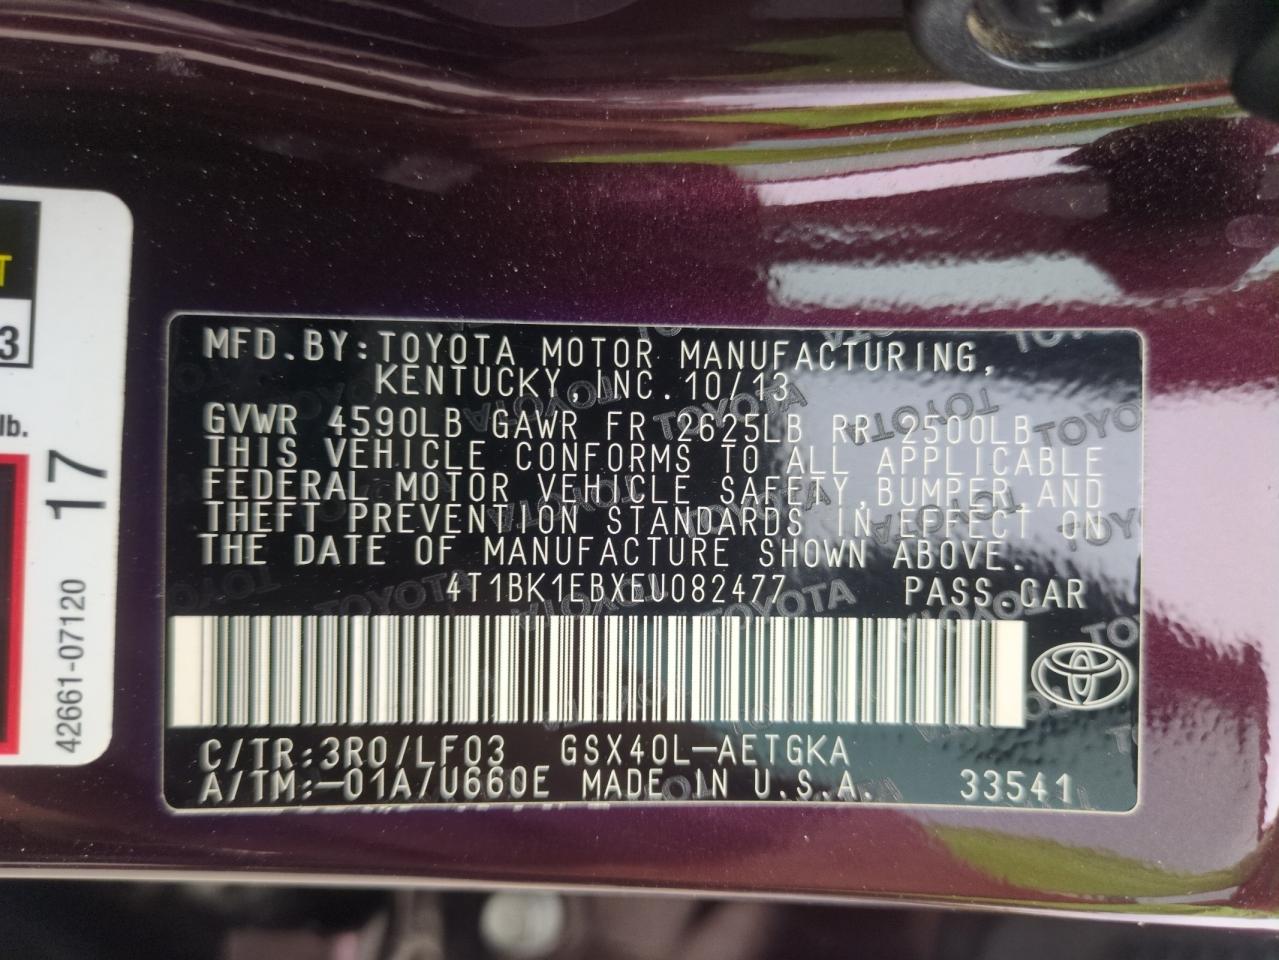 T
3
lb.
17
42661-07120
MFD.BY:TOYOTA MOTOR MANUFACTURING,
KENTUCKY,INC.10/13
GVWR 4590LB GAWR FR 2625LB RR 2500LB
THIS VEHICLE CONFORMS TO ALL APPLICABLE
FEDERAL MOTOR VEHICLE SAFETY,BUMPER,AND
THEFT PREVENTION STANDARDS IN EFFECT ON
THE DATE OF MANUFACTURE SHOWN ABOVE.
4T1BK1EBXEU082477 PASS.CAR
C/TR:3R0/LF03 GSX40L-AETGKA
A/TM:-01A/U660E MADE IN U.S.A. 33541